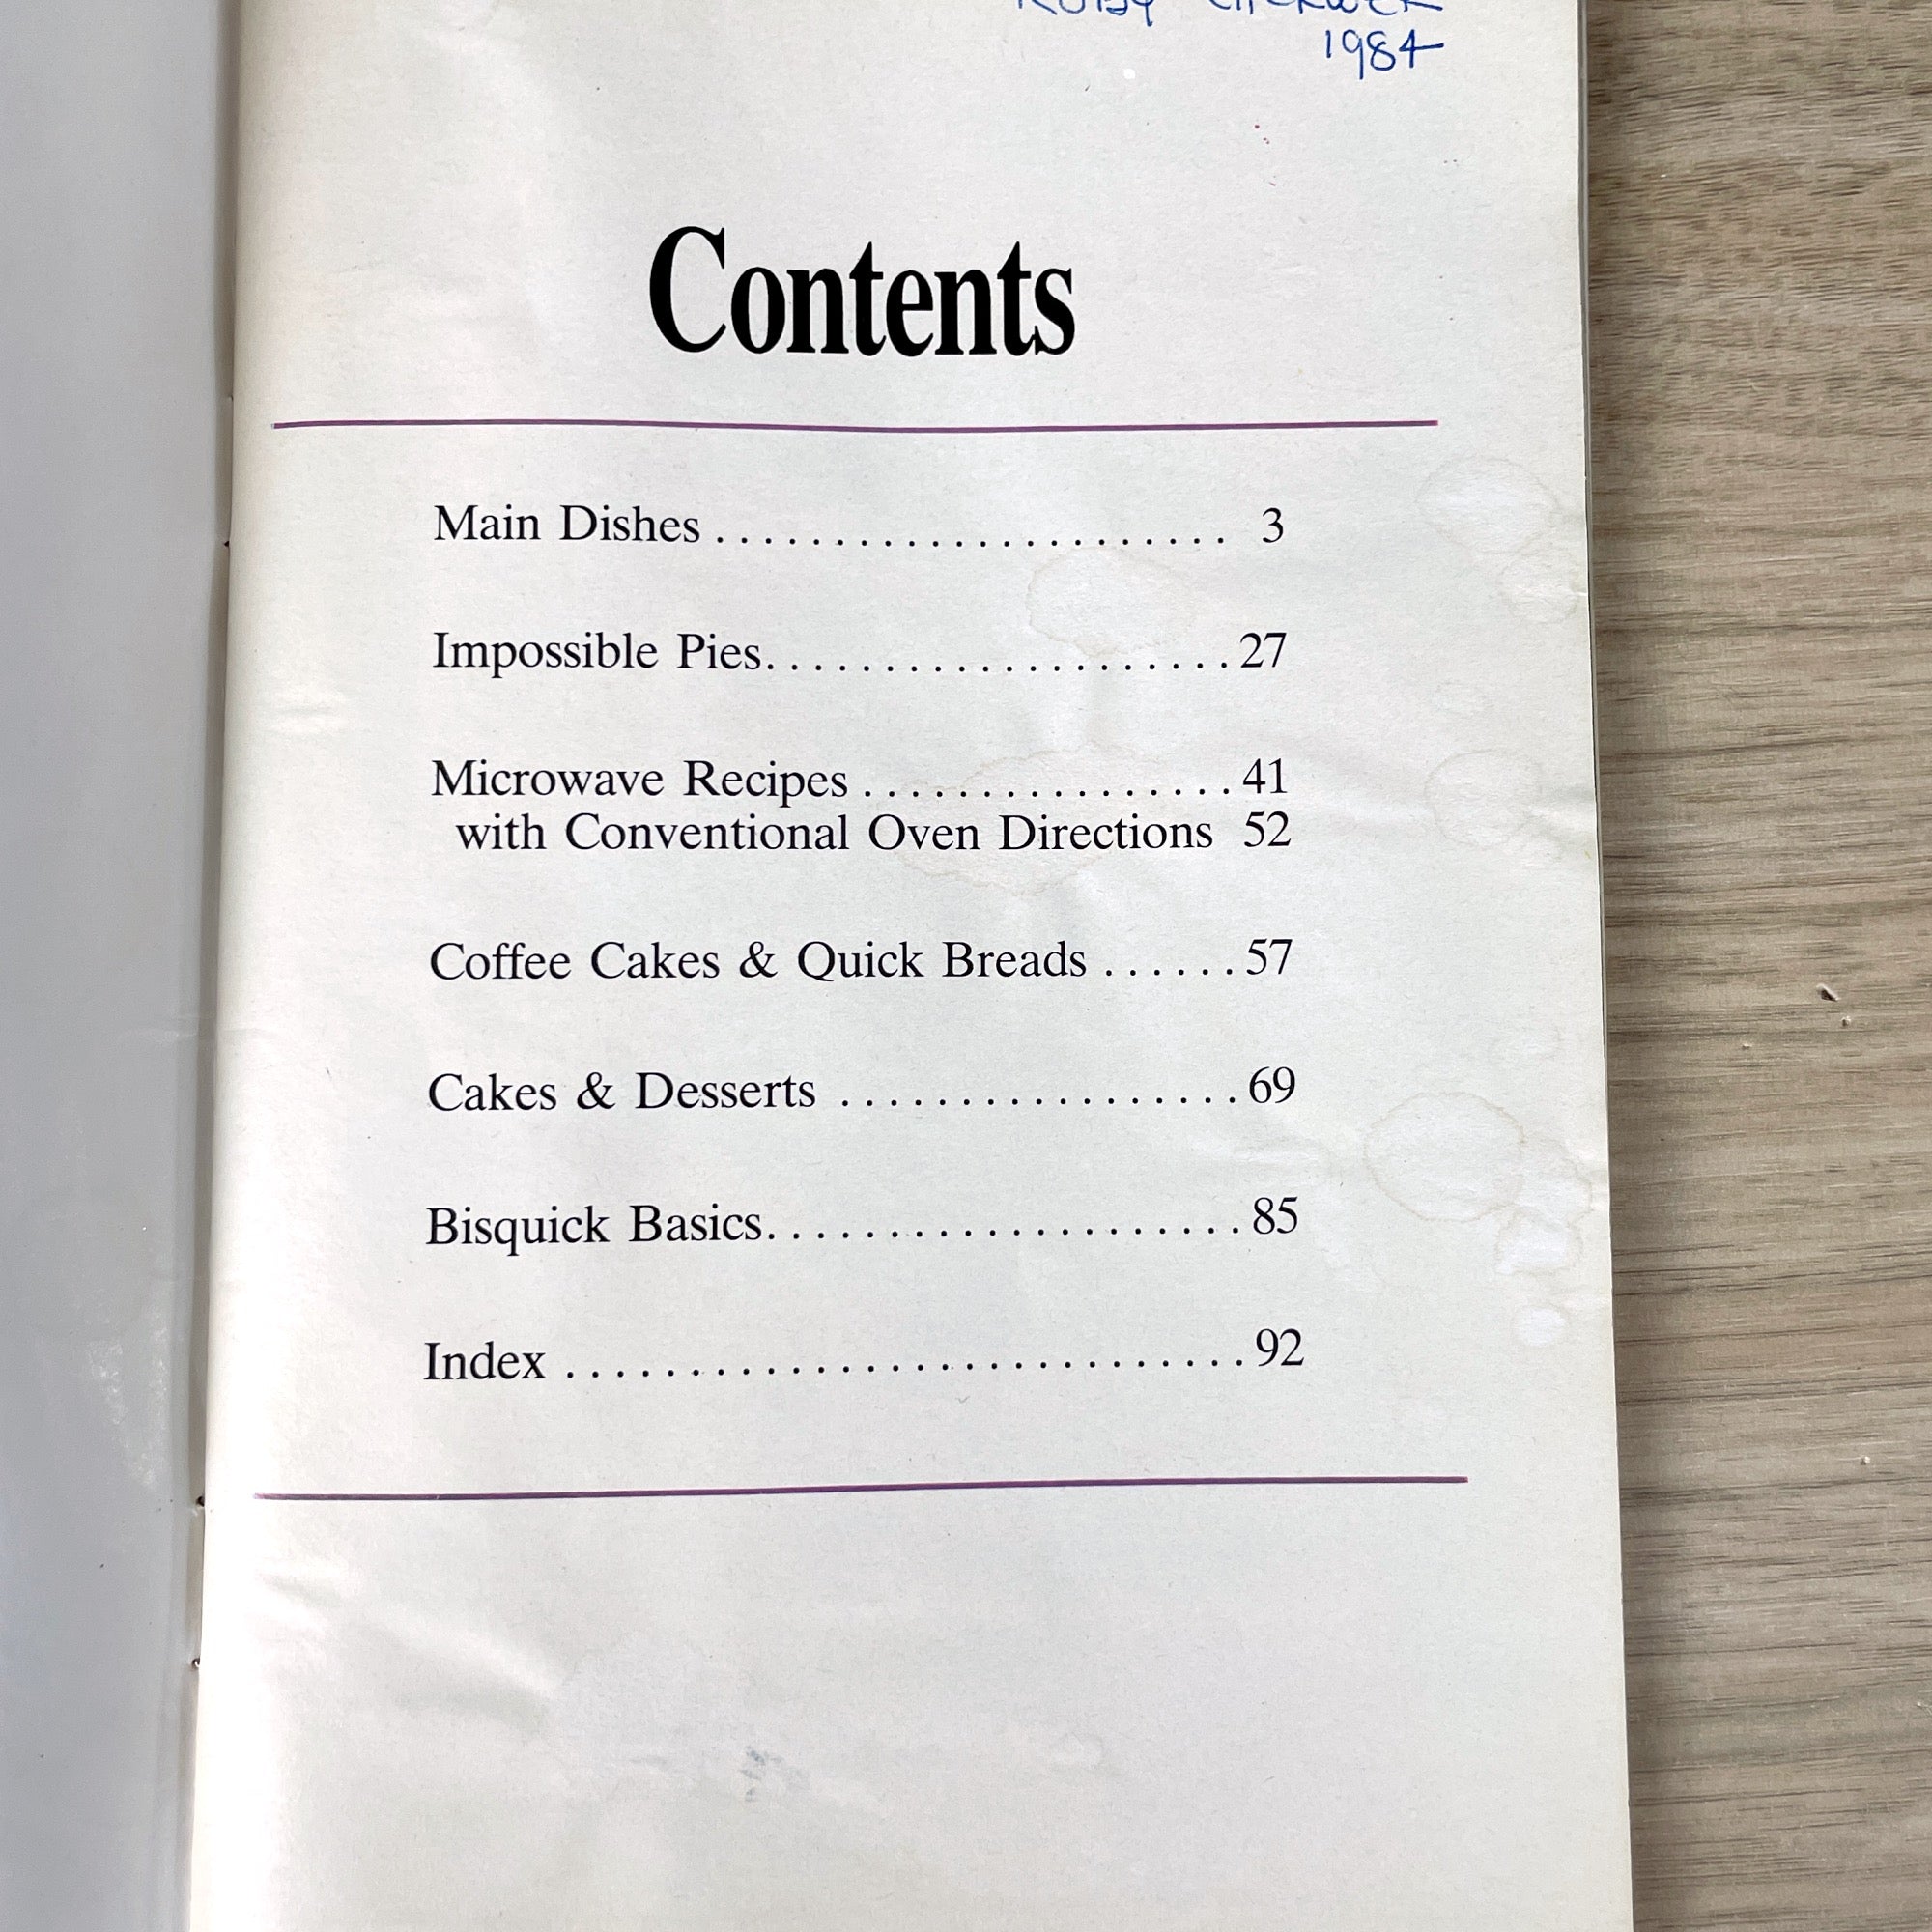 1984
Contents
Main Dishes ...................... 3
Impossible Pies.................... 27
Microwave Recipes ................ 41
with Conventional Oven Directions 52
Coffee Cakes & Quick Breads ...... 57
Cakes & Desserts ................. 69
Bisquick Basics.................... 85
Index ............................ 92